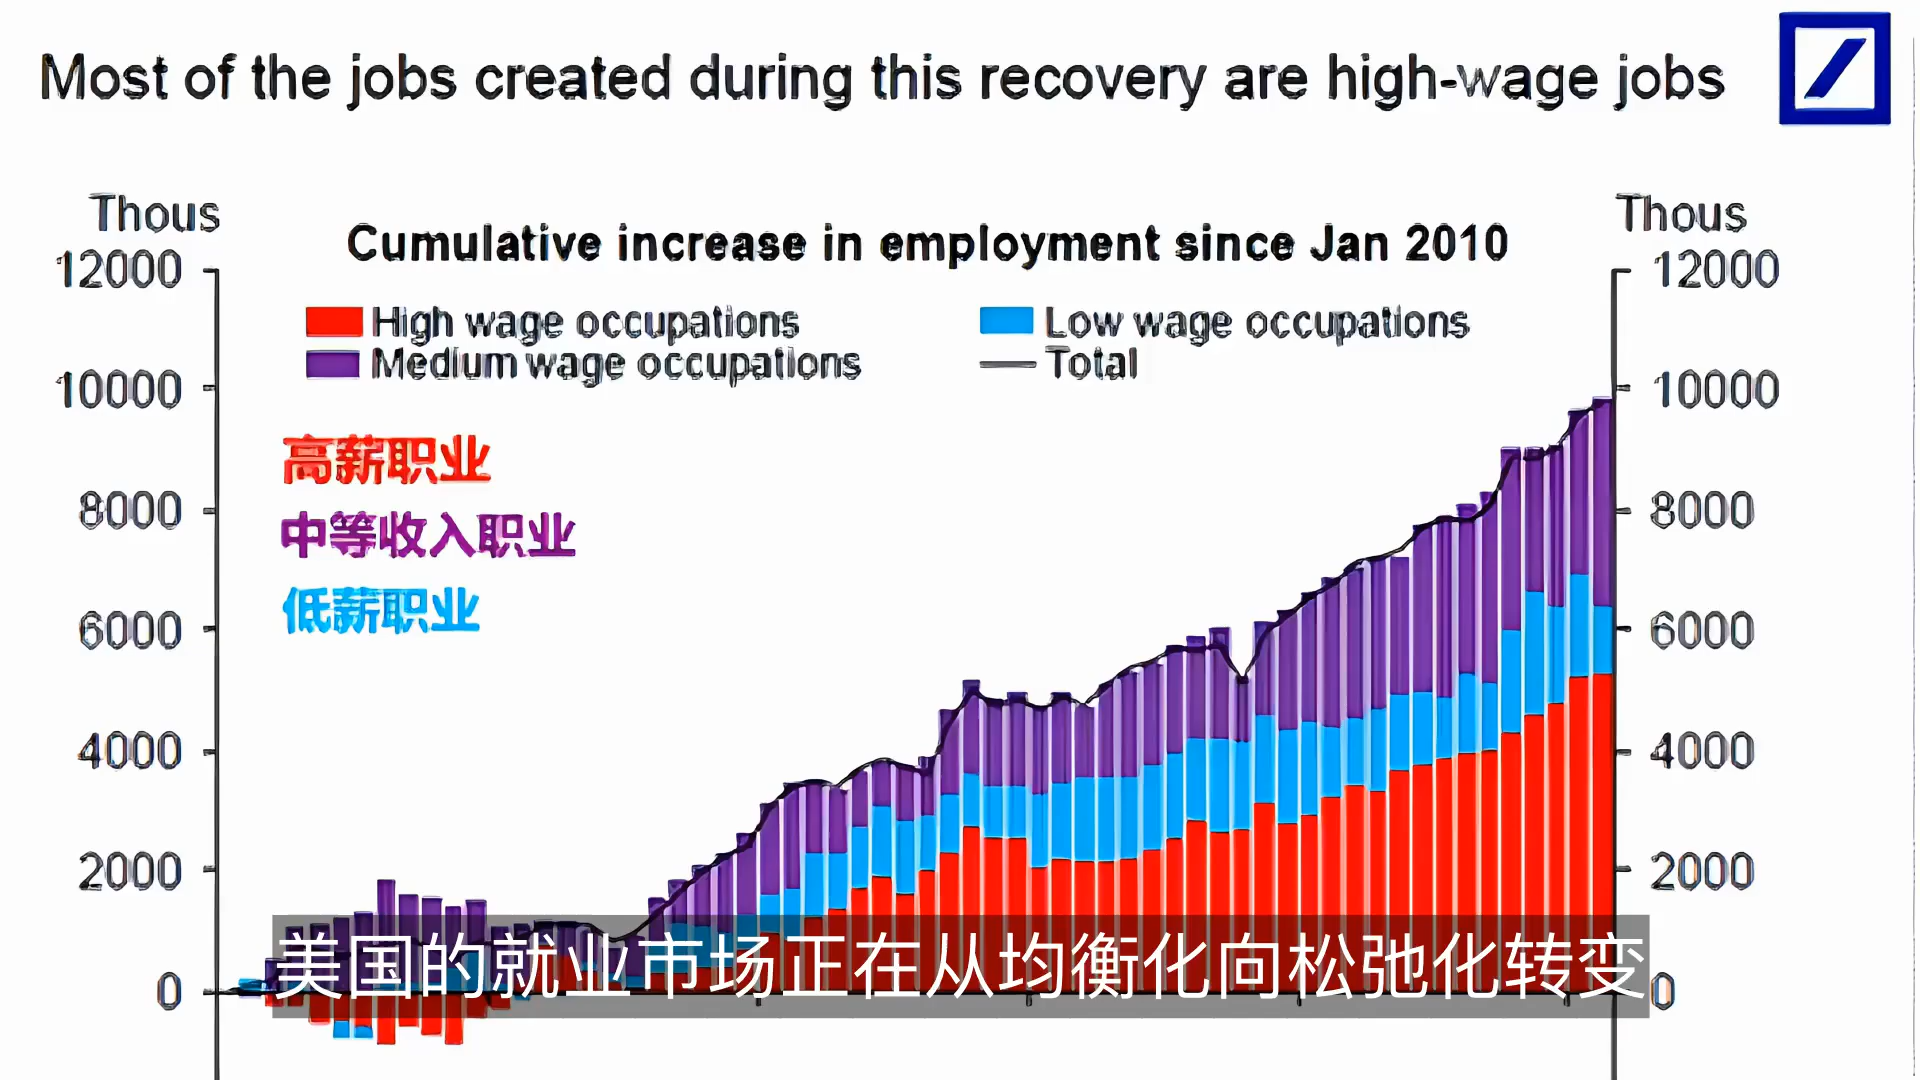 Most of the jobs created during this recovery are high-wage jobs
Thous
Thous
Cumulative increase in employment since Jan 2010
12000
12000
High wage occupations
Low wage occupations
Medium wage occupations
Total
10000
10000
高薪职业
8000
8000
中等收入职业
低薪职业
6000
6000
4000
4000
2000
2000
美国的就业市场正在从均衡化向松弛化转变
0
0